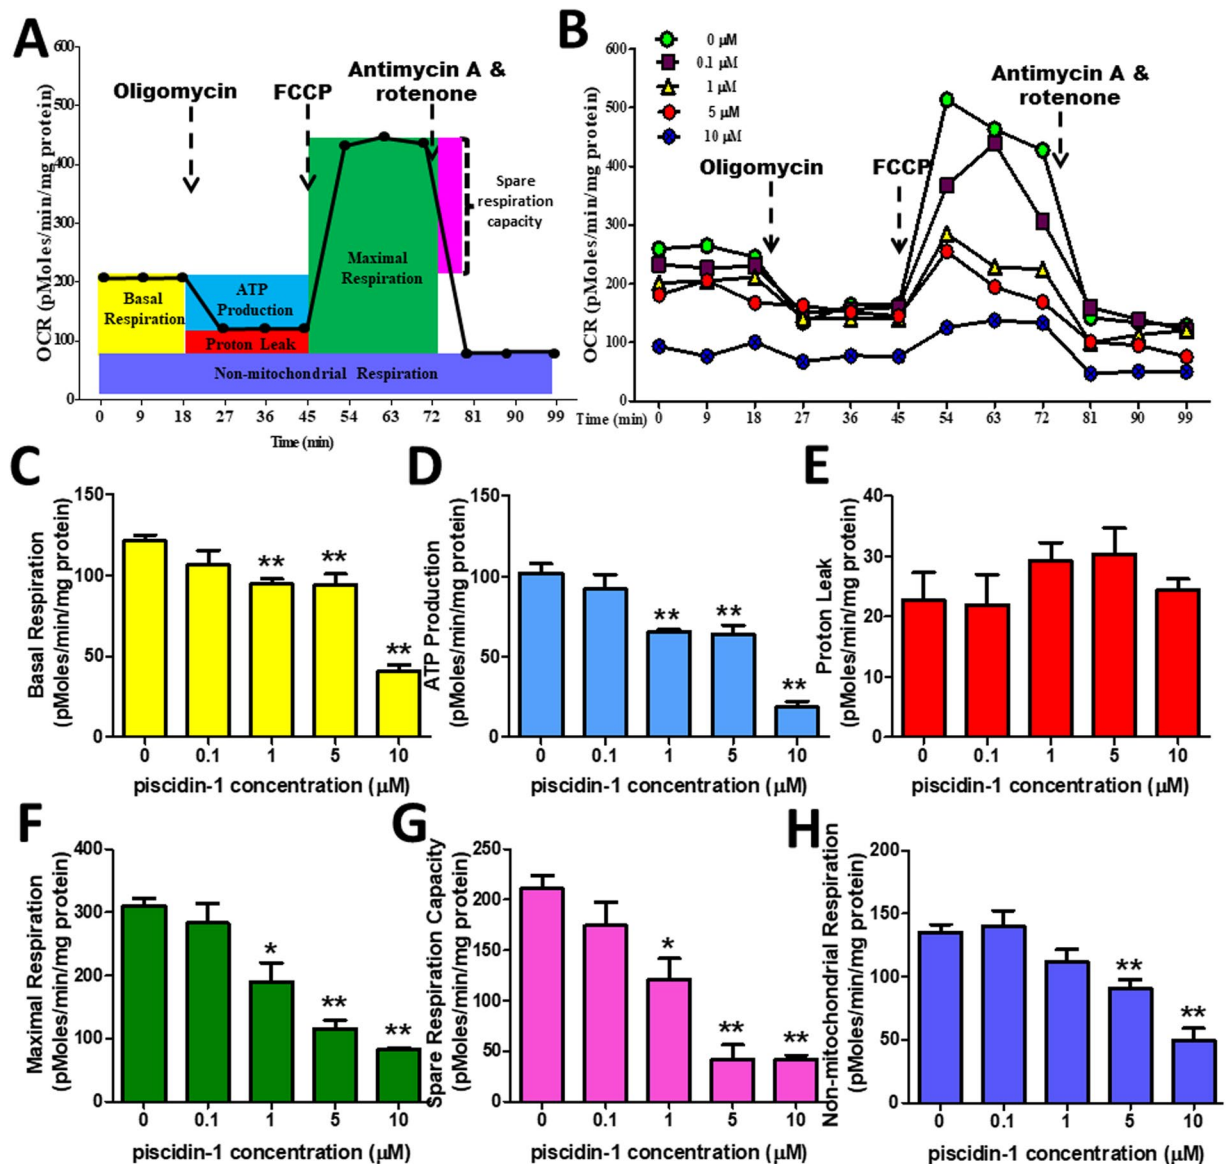 A
OCR (pMoles/min/mg protein)
600
500
400
300
200
100
0
Oligomycin
FCCP
Antimycin A &
rotenone
Spare
respiration
capacity
Maximal
Respiration
Basal
Respiration
ATP
Production
Proton Leak
Non-mitochondrial Respiration
0 9 18 27 36 45 54 63 72 81 90 99
Time (min)
B
OCR (pMoles/min/mg protein)
600
500
400
300
200
100
0
0 μM
0.1 μM
1 μM
5 μM
10 μM
Oligomycin
FCCP
Antimycin A &
rotenone
Time (min) 0 9 18 27 36 45 54 63 72 81 90 99
C
Basal Respiration
(pMoles/min/mg protein)
150
100
50
0
** ** **
0 0.1 1 5 10
piscidin-1 concentration (μM)
D
ATP Production
(pMoles/min/mg protein)
150
100
50
0
** ** **
0 0.1 1 5 10
piscidin-1 concentration (μM)
E
Proton Leak
(pMoles/min/mg protein)
40
30
20
10
0
0 0.1 1 5 10
piscidin-1 concentration (μM)
F
Maximal Respiration
(pMoles/min/mg protein)
400
300
200
100
0
* ** **
0 0.1 1 5 10
piscidin-1 concentration (μM)
G
Spare Respiration Capacity
(pMoles/min/mg protein)
250
200
150
100
50
0
* ** **
0 0.1 1 5 10
piscidin-1 concentration (μM)
H
Non-mitochondrial Respiration
(pMoles/min/mg protein)
200
150
100
50
0
** **
0 0.1 1 5 10
piscidin-1 concentration (μM)